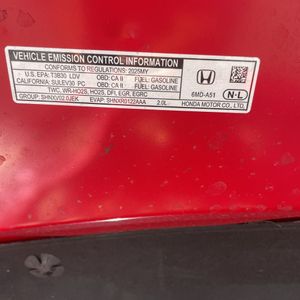 VEHICLE EMISSION CONTROL INFORMATION
CONFORMS TO REGULATIONS: 2025MY
U.S. EPA: T3B30 LDV OBD: CA II FUEL: GASOLINE
CALIFORNIA: SULEV30 PC OBD: CA II FUEL: GASOLINE
TWC, WR-HO2S, HO2S, DFI, EGR, EGRC
GROUP: SHNXV02.0JEK EVAP: SHNXR0122AAA 2.0L
HONDA
6MD-A51
N-L
HONDA MOTOR CO., LTD.